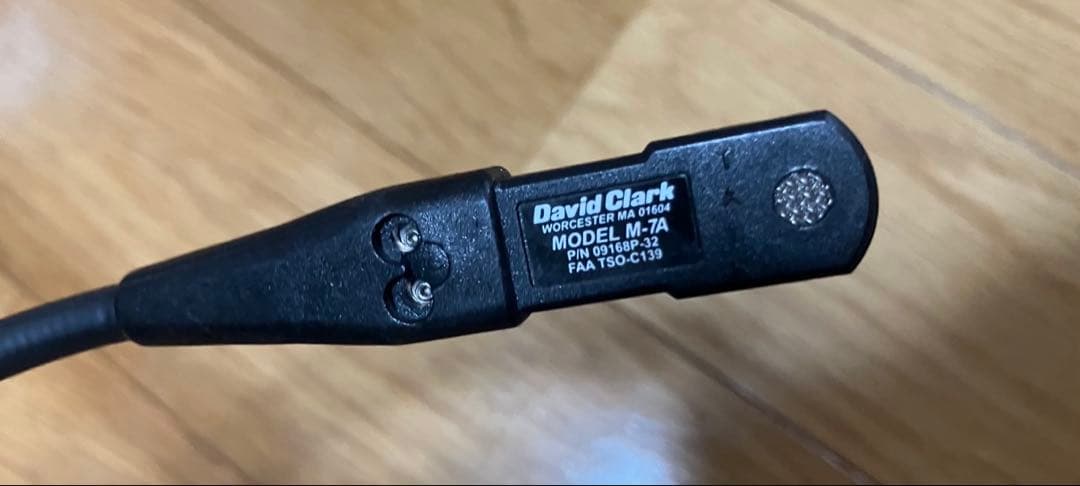 David Clark
WORCESTER MA 01604
MODEL M-7A
P/N 09168P-32
FAA TSO-C139